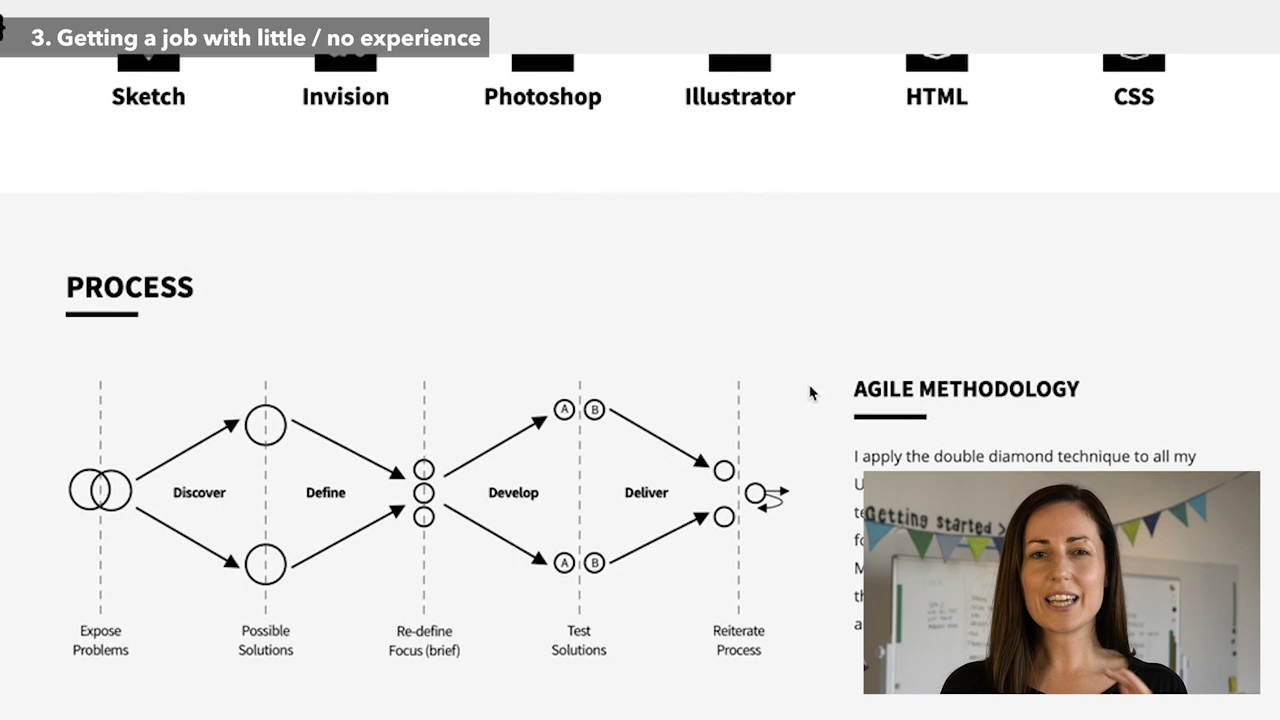 3. Getting a job with little / no experience
Sketch
Invision
Photoshop
Illustrator
HTML
CSS
PROCESS
AGILE METHODOLOGY
I apply the double diamond technique to all my
A B
A B
Discover
Define
Develop
Deliver
Expose
Problems
Possible
Solutions
Re-define
Focus (brief)
Test
Solutions
Reiterate
Process
Getting started >